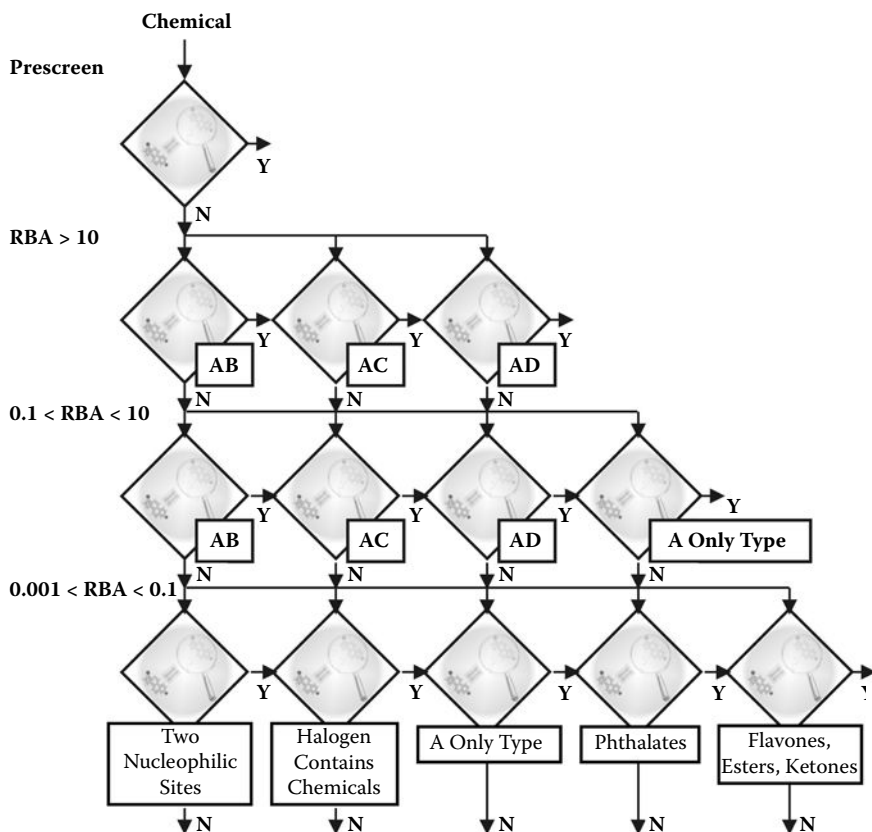 Chemical
Prescreen
Y
N
RBA > 10
Y Y Y
AB AC AD
N N N
0.1 < RBA < 10
Y Y Y Y
AB AC AD A Only Type
N N N N
0.001 < RBA < 0.1
Y Y Y Y Y
Two
Nucleophilic
Sites
Halogen
Contains
Chemicals
A Only Type
Phthalates
Flavones,
Esters, Ketones
N N N N N